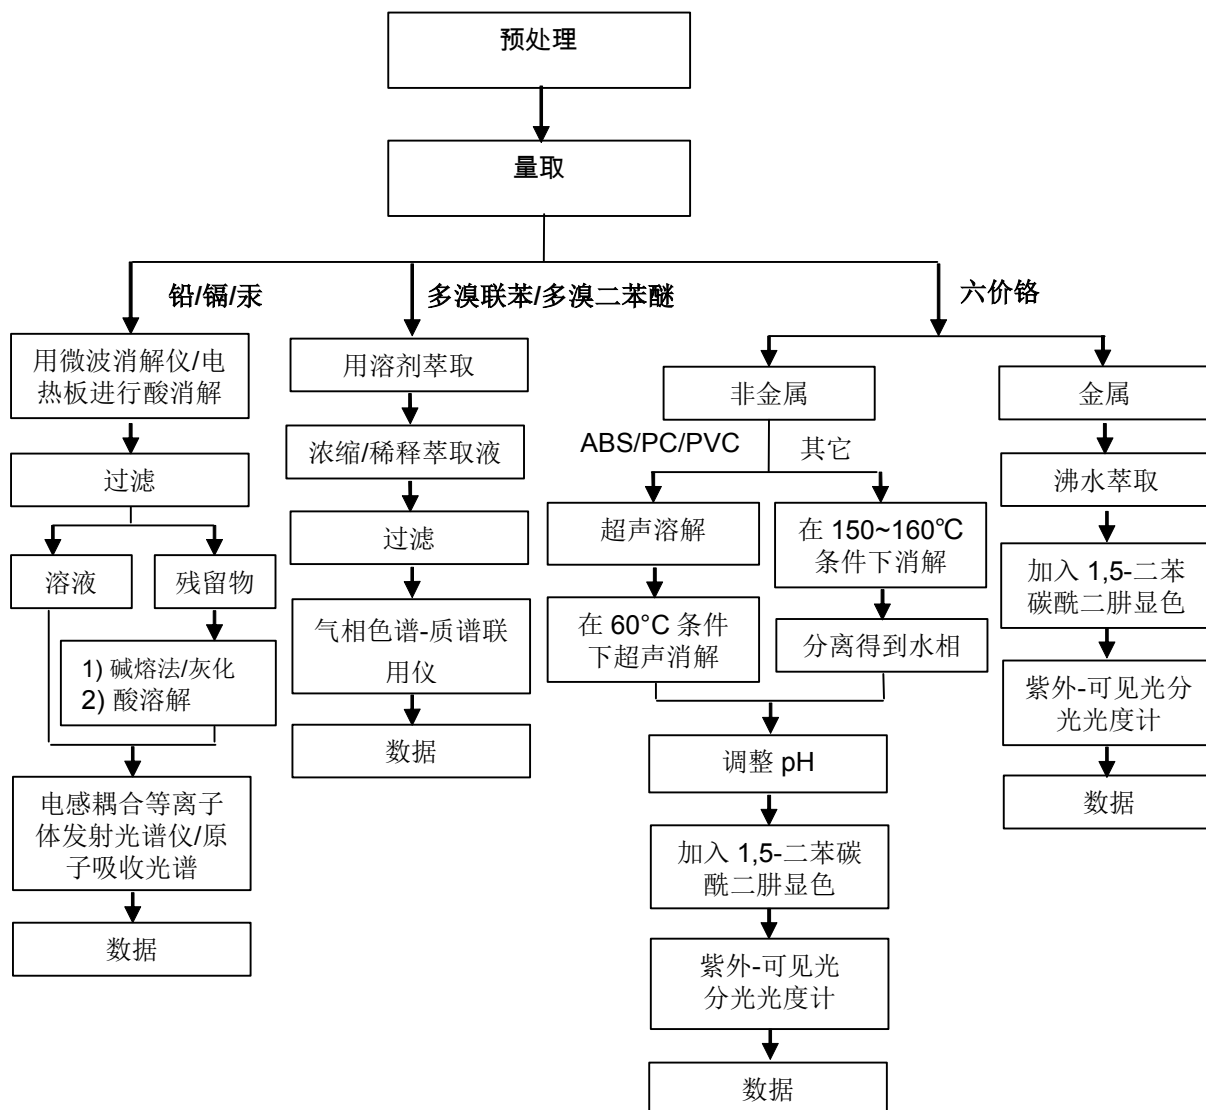 预处理
量取
铅/镉/汞
用微波消解仪/电
热板进行酸消解
过滤
溶液
残留物
1) 碱熔法/灰化
2) 酸溶解
电感耦合等离子
体发射光谱仪/原
子吸收光谱
数据
多溴联苯/多溴二苯醚
用溶剂萃取
浓缩/稀释萃取液
过滤
气相色谱-质谱联
用仪
数据
六价铬
非金属
ABS/PC/PVC
其它
超声溶解
在 60°C 条件
下超声消解
在 150~160℃
条件下消解
分离得到水相
调整 pH
加入 1,5-二苯碳
酰二肼显色
紫外-可见光
分光光度计
数据
金属
沸水萃取
加入 1,5-二苯
碳酰二肼显色
紫外-可见光分
光光度计
数据